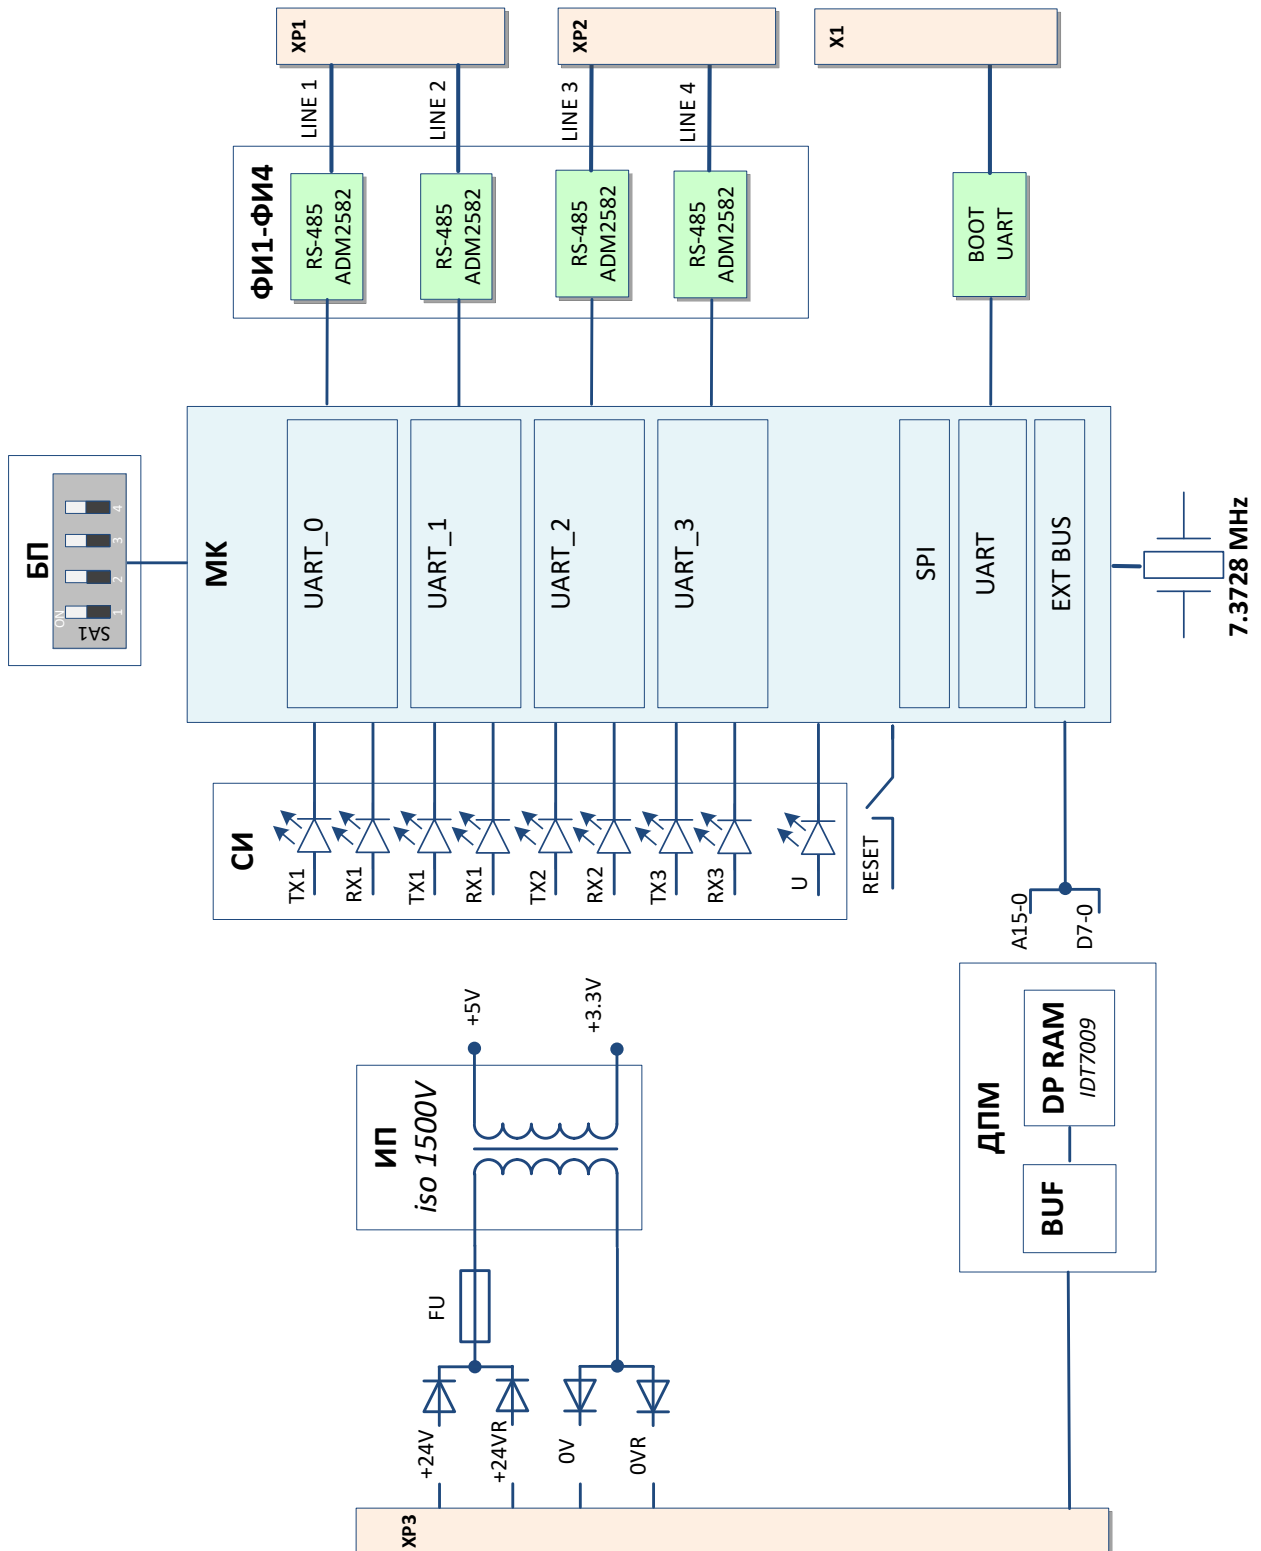 XP1
XP2
X1
LINE 1
LINE 2
LINE 3
LINE 4
ФИ1-ФИ4
RS-485
ADM2582
RS-485
ADM2582
RS-485
ADM2582
RS-485
ADM2582
BOOT
UART
БП
ON
1
2
3
4
SA1
МК
UART_0
UART_1
UART_2
UART_3
SPI
UART
EXT BUS
7.3728 MHz
СИ
TX1
RX1
TX1
RX1
TX2
RX2
TX3
RX3
U
RESET
A15-0
D7-0
+5V
+3.3V
ИП
iso 1500V
ДПМ
DP RAM
IDT7009
BUF
FU
+24V
+24VR
0V
0VR
XP3